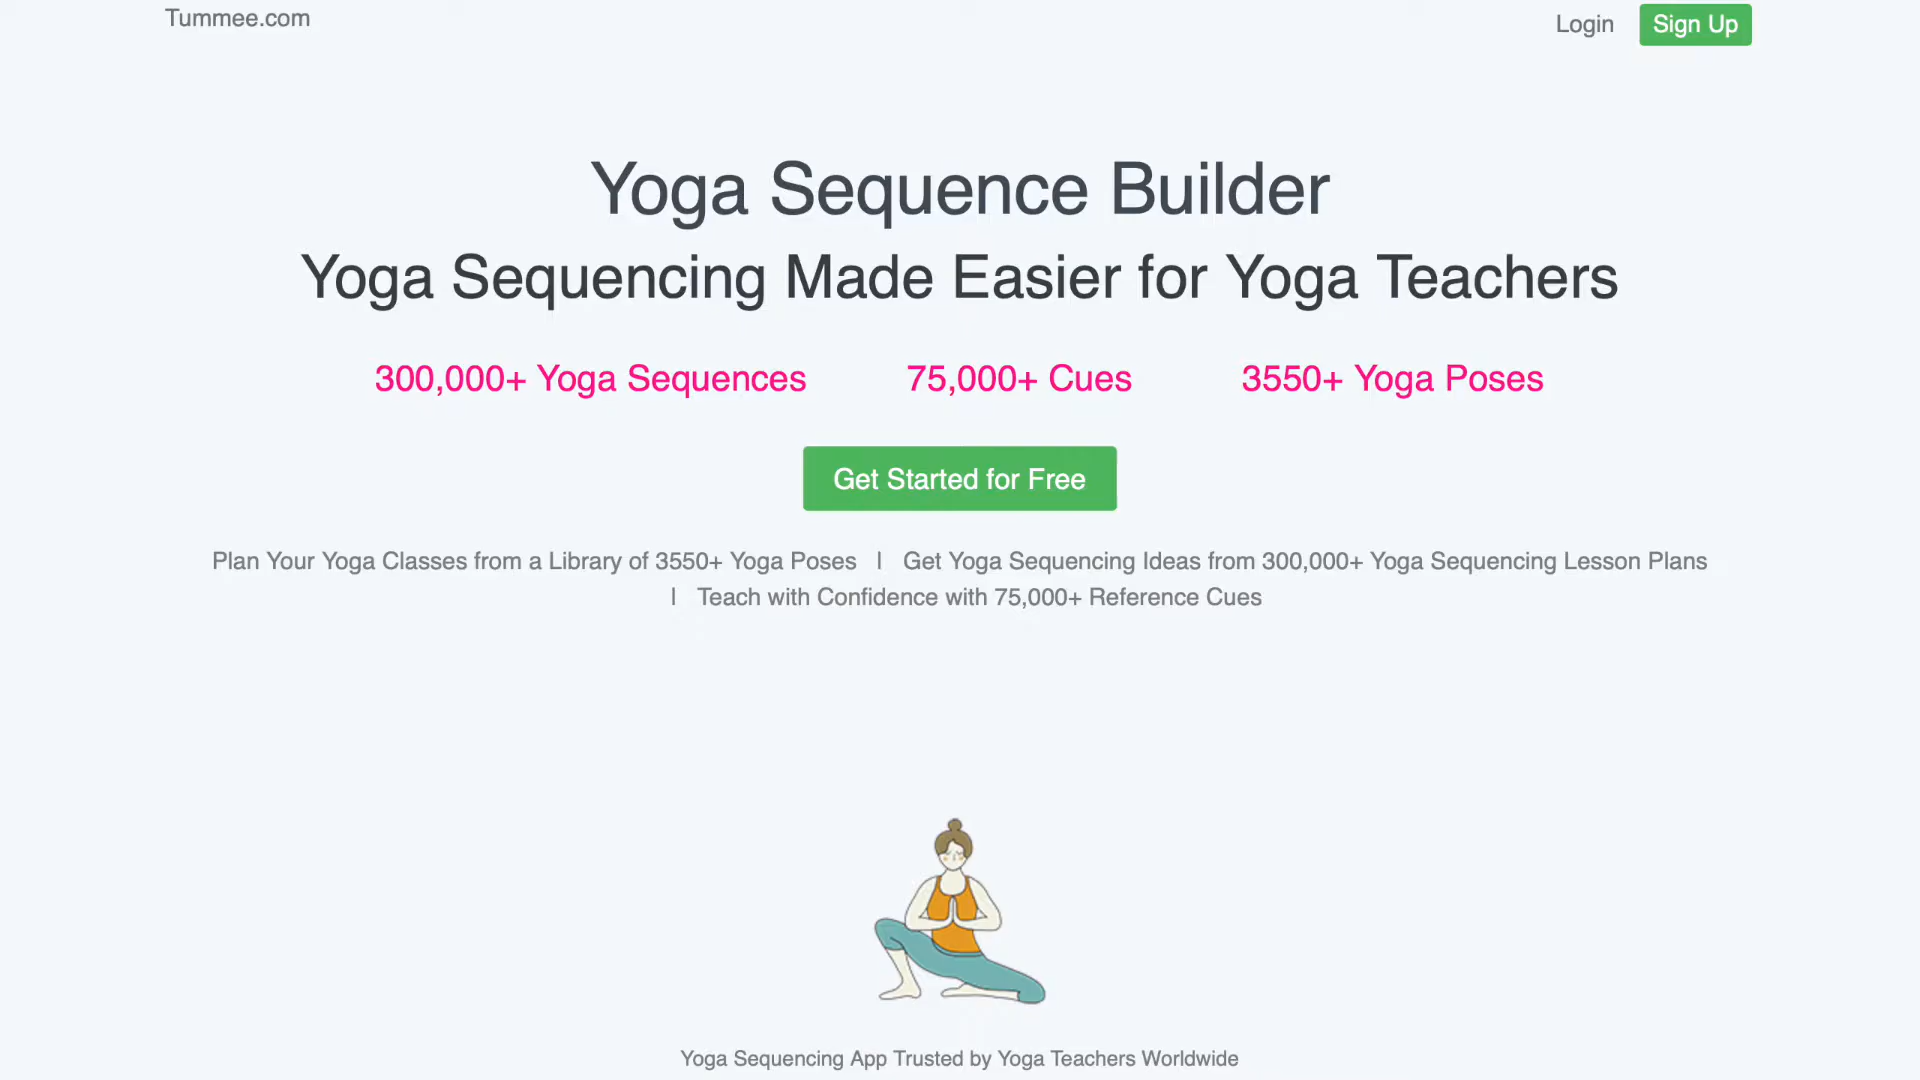 Tummee.com
Login
Sign Up
Yoga Sequence Builder
Yoga Sequencing Made Easier for Yoga Teachers
300,000+ Yoga Sequences
75,000+ Cues
3550+ Yoga Poses
Get Started for Free
Plan Your Yoga Classes from a Library of 3550+ Yoga Poses | Get Yoga Sequencing Ideas from 300,000+ Yoga Sequencing Lesson Plans
| Teach with Confidence with 75,000+ Reference Cues
Yoga Sequencing App Trusted by Yoga Teachers Worldwide